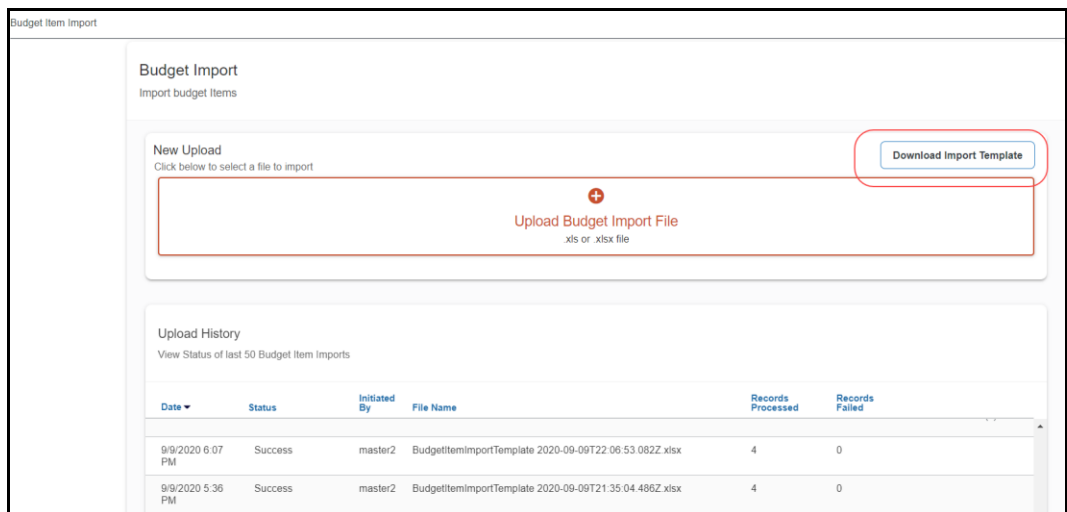 Budget Item Import
Budget Import
Import budget Items
New Upload
Click below to select a file to import
Download Import Template
Upload Budget Import File
.xls or .xlsx file
Upload History
View Status of last 50 Budget Item Imports
Date Status Initiated By File Name Records Processed Records Failed
9/9/2020 6:07 PM Success master2 BudgetItemImportTemplate 2020-09-09T22:06:53.082Z.xlsx 4 0
9/9/2020 5:36 PM Success master2 BudgetItemImportTemplate 2020-09-09T21:35:04.486Z.xlsx 4 0